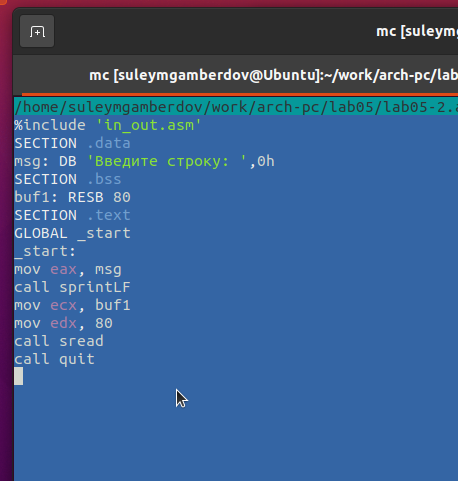 mc [suleymg
mc [suleymgamberdov@Ubuntu]:~/work/arch-pc/lab
/home/suleymgamberdov/work/arch-pc/lab05/lab05-2.a
%include 'in_out.asm'
SECTION .data
msg: DB 'Введите строку: ',0h
SECTION .bss
buf1: RESB 80
SECTION .text
GLOBAL _start
_start:
mov eax, msg
call sprintLF
mov ecx, buf1
mov edx, 80
call sread
call quit